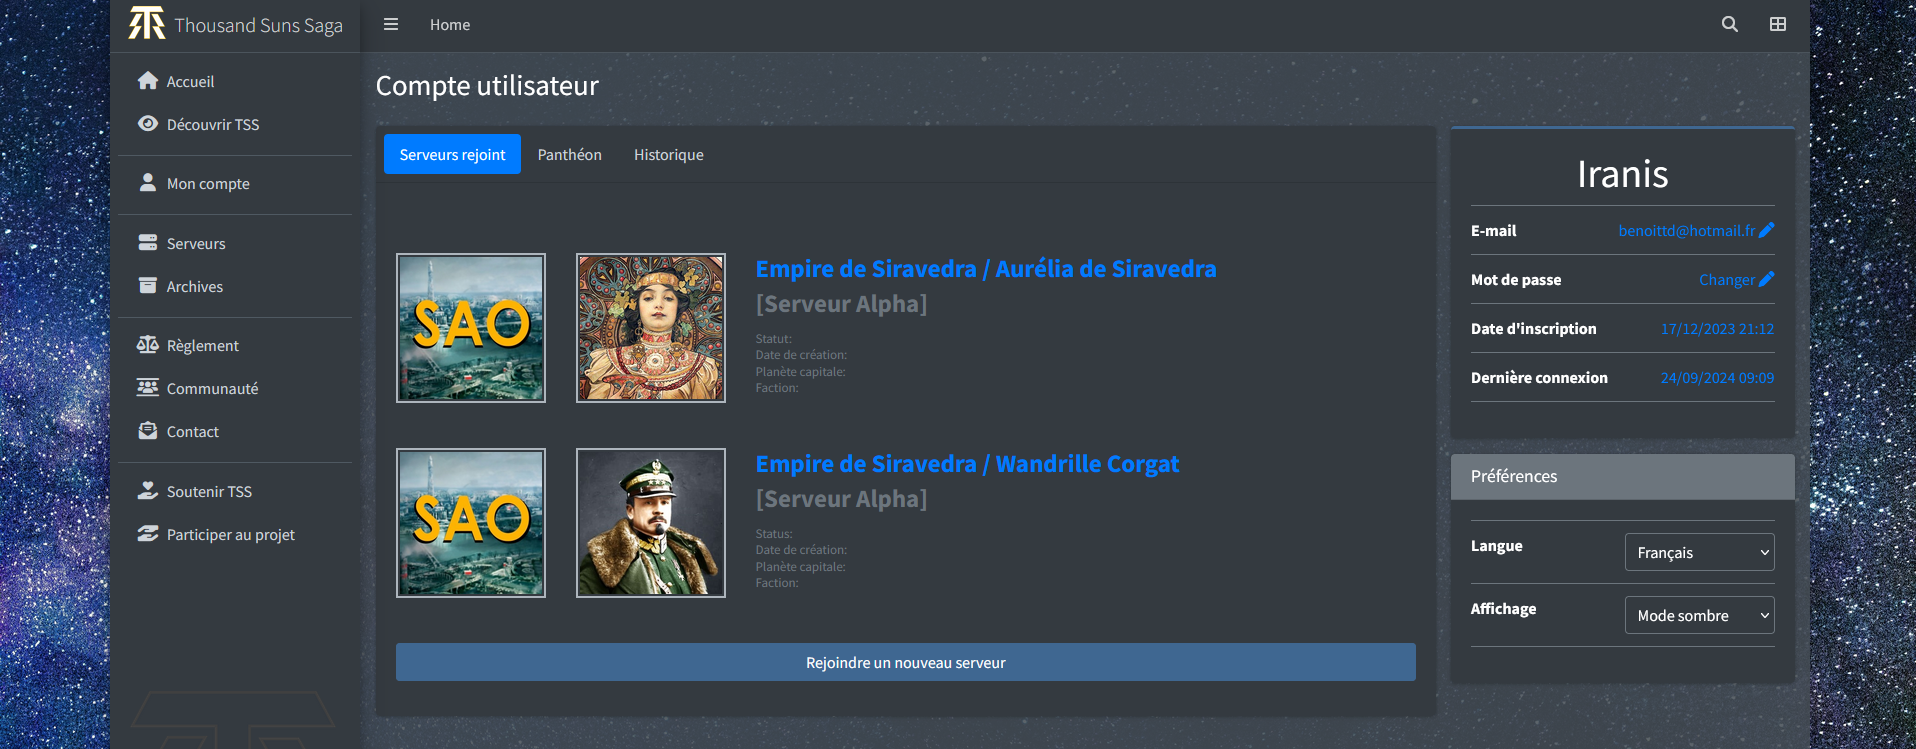 Thousand Suns Saga
Home
Accueil
Découvrir TSS
Mon compte
Serveurs
Archives
Règlement
Communauté
Contact
Soutenir TSS
Participer au projet
Compte utilisateur
Serveurs rejoint
Panthéon
Historique
SAO
Empire de Siravedra / Aurélia de Siravedra
[Serveur Alpha]
Statut:
Date de création:
Planète capitale:
Faction:
SAO
Empire de Siravedra / Wandrille Corgat
[Serveur Alpha]
Status:
Date de création:
Planète capitale:
Faction:
Rejoindre un nouveau serveur
Iranis
E-mail benoittd@hotmail.fr
Mot de passe Changer
Date d'inscription 17/12/2023 21:12
Dernière connexion 24/09/2024 09:09
Préférences
Langue Français
Affichage Mode sombre